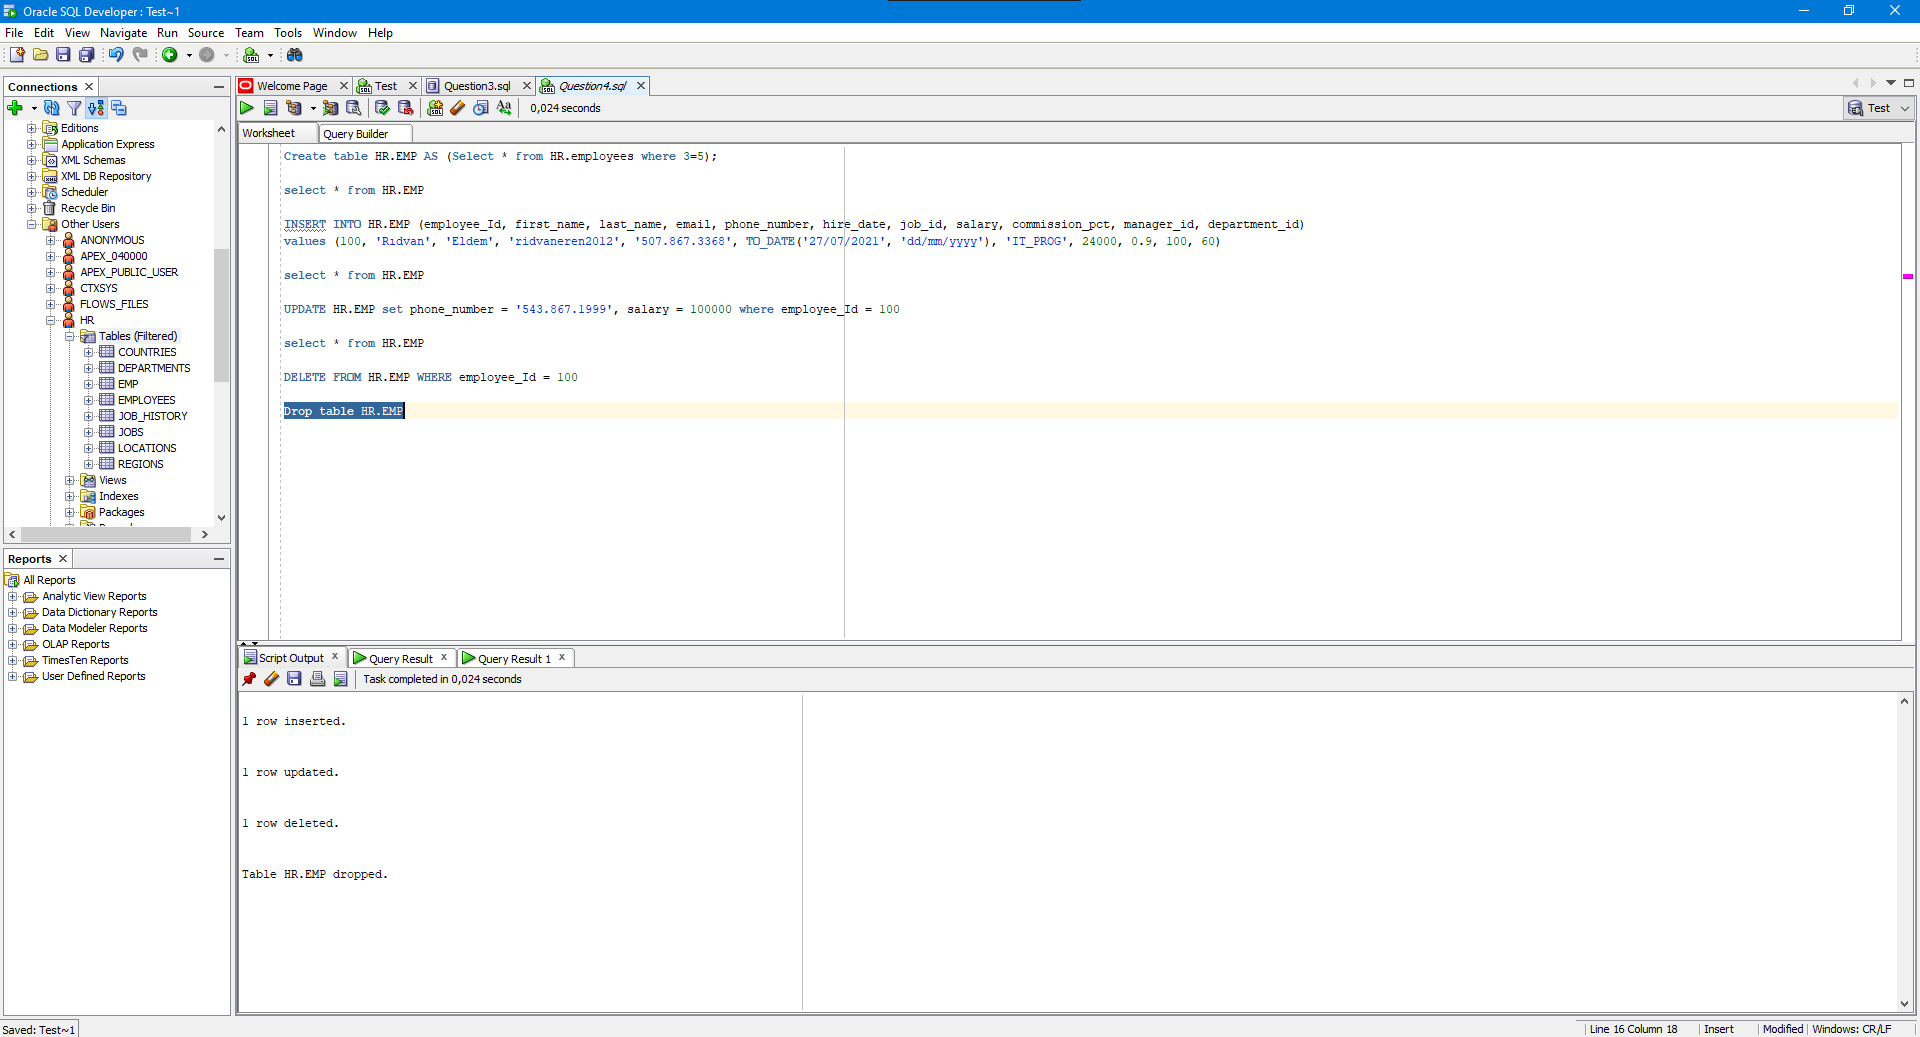 Oracle SQL Developer : Test~1
File Edit View Navigate Run Source Team Tools Window Help
Connections
Editions
Application Express
XML Schemas
XML DB Repository
Scheduler
Recycle Bin
Other Users
ANONYMOUS
APEX_040000
APEX_PUBLIC_USER
CTXSYS
FLOWS_FILES
HR
Tables (Filtered)
COUNTRIES
DEPARTMENTS
EMP
EMPLOYEES
JOB_HISTORY
JOBS
LOCATIONS
REGIONS
Views
Indexes
Packages
Reports
All Reports
Analytic View Reports
Data Dictionary Reports
Data Modeler Reports
OLAP Reports
TimesTen Reports
User Defined Reports
Welcome Page Test Question3.sql Question4.sql
0,024 seconds
Test
Worksheet Query Builder
Create table HR.EMP AS (Select * from HR.employees where 3=5);
select * from HR.EMP
INSERT INTO HR.EMP (employee_Id, first_name, last_name, email, phone_number, hire_date, job_id, salary, commission_pct, manager_id, department_id)
values (100, 'Rıdvan', 'Eldem', 'ridvaneren2012', '507.867.3368', TO_DATE('27/07/2021', 'dd/mm/yyyy'), 'IT_PROG', 24000, 0.9, 100, 60)
select * from HR.EMP
UPDATE HR.EMP set phone_number = '543.867.1999', salary = 100000 where employee_Id = 100
select * from HR.EMP
DELETE FROM HR.EMP WHERE employee_Id = 100
Drop table HR.EMP
Script Output Query Result Query Result 1
Task completed in 0,024 seconds
1 row inserted.
1 row updated.
1 row deleted.
Table HR.EMP dropped.
Saved: Test~1
Line 16 Column 18 Insert Modified Windows: CR/LF